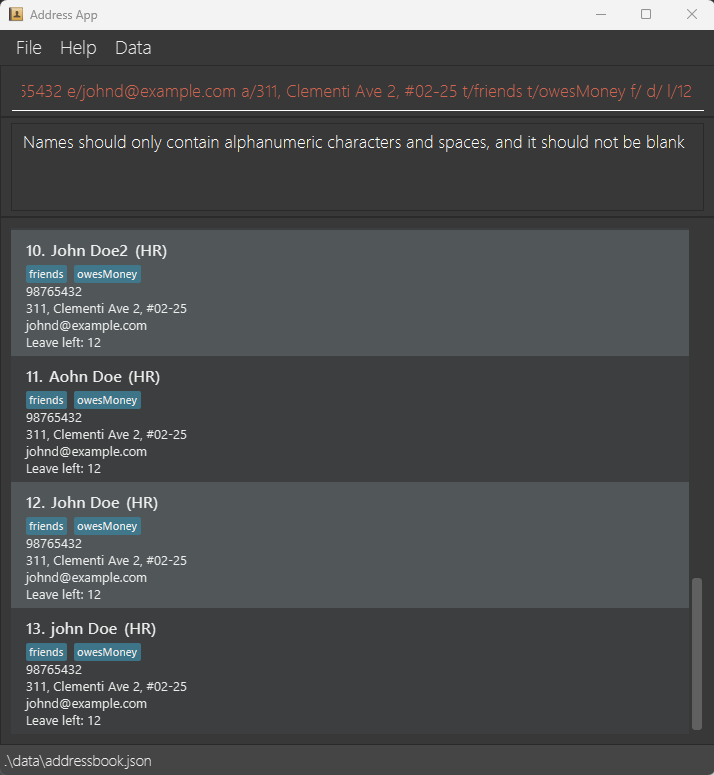 Address App
File Help Data
55432 e/johnd@example.com a/311, Clementi Ave 2, #02-25 t/friends t/owesMoney f/ d/ l/12
Names should only contain alphanumeric characters and spaces, and it should not be blank
10. John Doe2 (HR)
friends owesMoney
98765432
311, Clementi Ave 2, #02-25
johnd@example.com
Leave left: 12
11. Aohn Doe (HR)
friends owesMoney
98765432
311, Clementi Ave 2, #02-25
johnd@example.com
Leave left: 12
12. John Doe (HR)
friends owesMoney
98765432
311, Clementi Ave 2, #02-25
johnd@example.com
Leave left: 12
13. john Doe (HR)
friends owesMoney
98765432
311, Clementi Ave 2, #02-25
johnd@example.com
Leave left: 12
.\data\addressbook.json